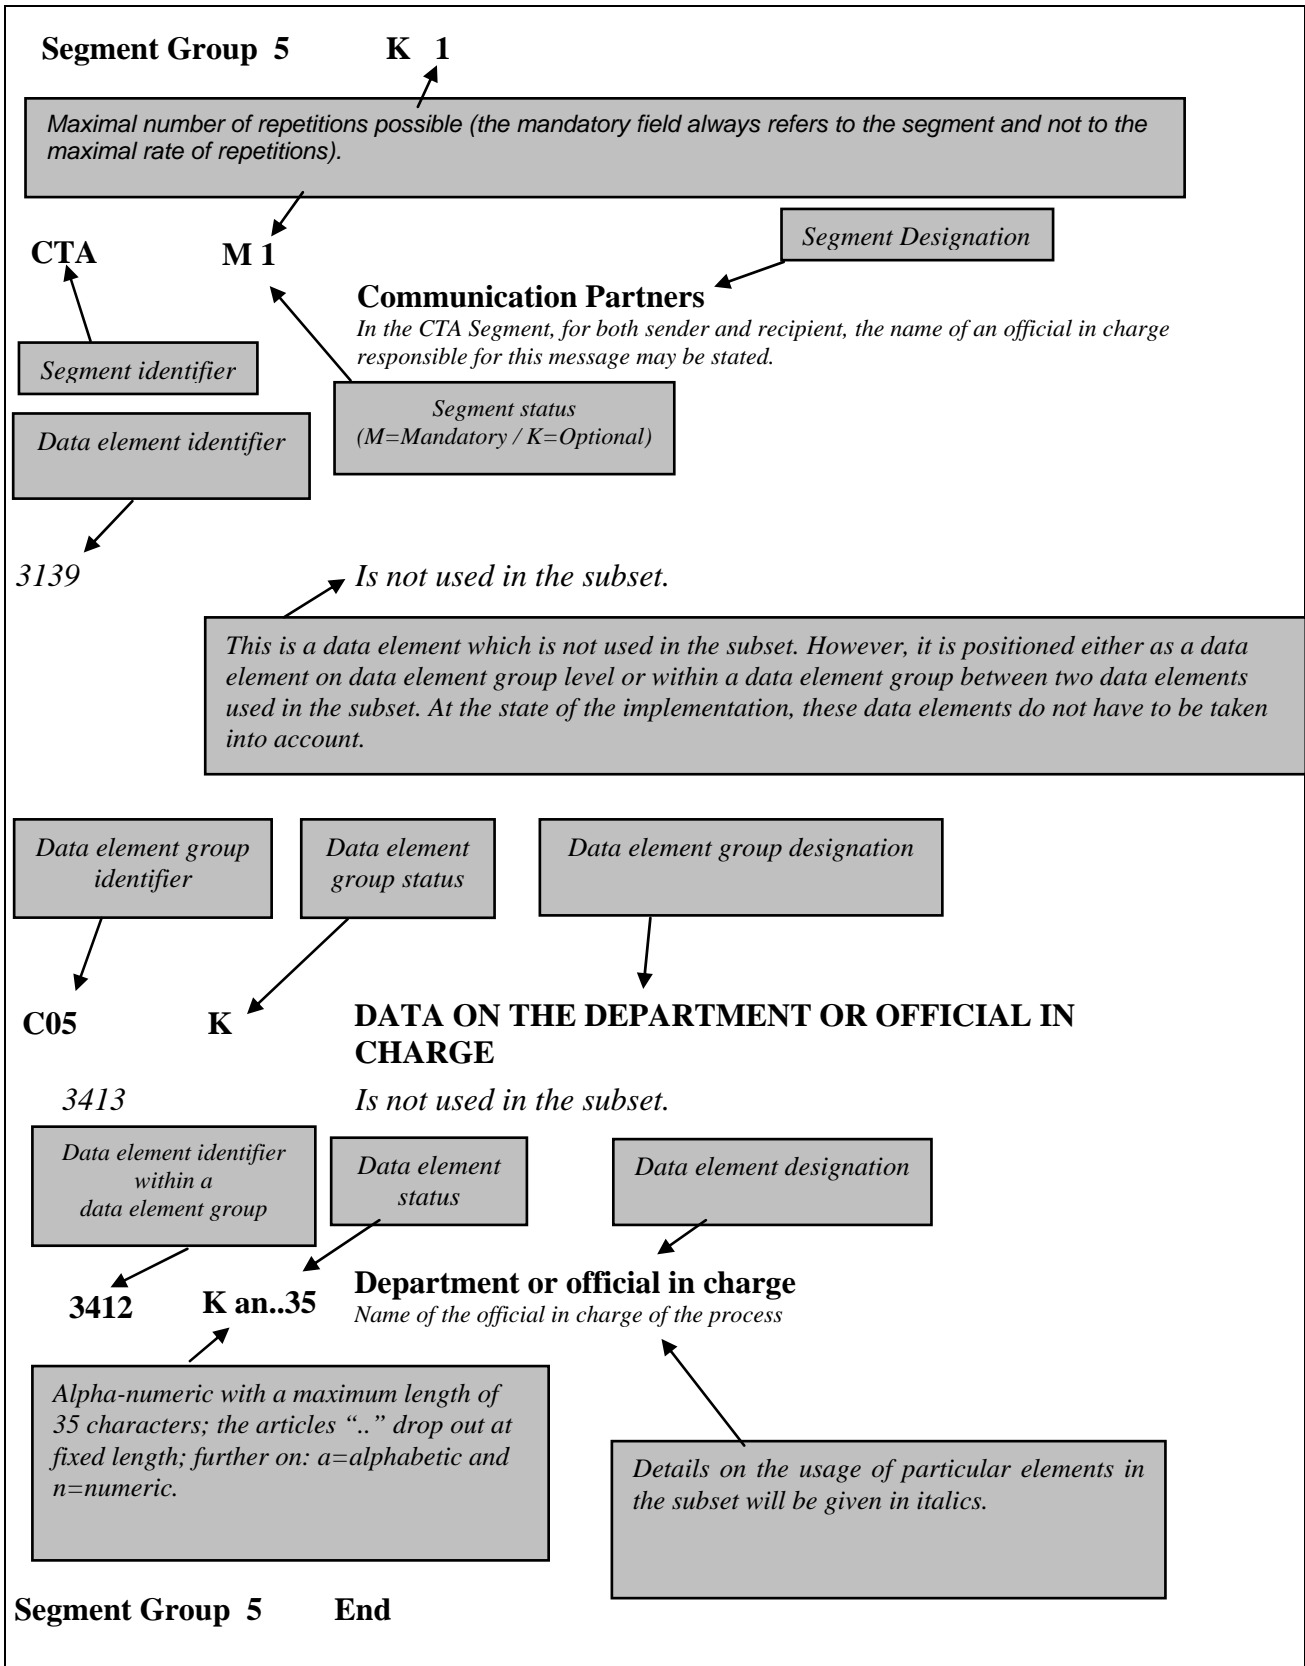 Segment Group 5 K 1
Maximal number of repetitions possible (the mandatory field always refers to the segment and not to the
maximal rate of repetitions).
Segment Designation
CTA M 1
Communication Partners
In the CTA Segment, for both sender and recipient, the name of an official in charge
responsible for this message may be stated.
Segment identifier
Segment status
(M=Mandatory / K=Optional)
Data element identifier
3139 Is not used in the subset.
This is a data element which is not used in the subset. However, it is positioned either as a data
element on data element group level or within a data element group between two data elements
used in the subset. At the state of the implementation, these data elements do not have to be taken
into account.
Data element group
identifier
Data element
group status
Data element group designation
C05 K DATA ON THE DEPARTMENT OR OFFICIAL IN
CHARGE
3413 Is not used in the subset.
Data element identifier
within a
data element group
Data element
status
Data element designation
3412 K an..35 Department or official in charge
Name of the official in charge of the process
Alpha-numeric with a maximum length of
35 characters; the articles “..” drop out at
fixed length; further on: a=alphabetic and
n=numeric.
Details on the usage of particular elements in
the subset will be given in italics.
Segment Group 5 End